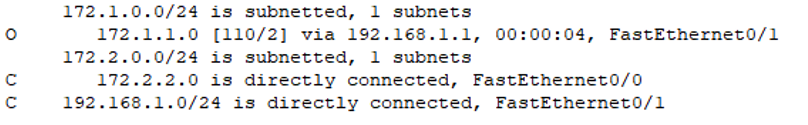 172.1.0.0/24 is subnetted, 1 subnets
O 172.1.1.0 [110/2] via 192.168.1.1, 00:00:04, FastEthernet0/1
172.2.0.0/24 is subnetted, 1 subnets
C 172.2.2.0 is directly connected, FastEthernet0/0
C 192.168.1.0/24 is directly connected, FastEthernet0/1